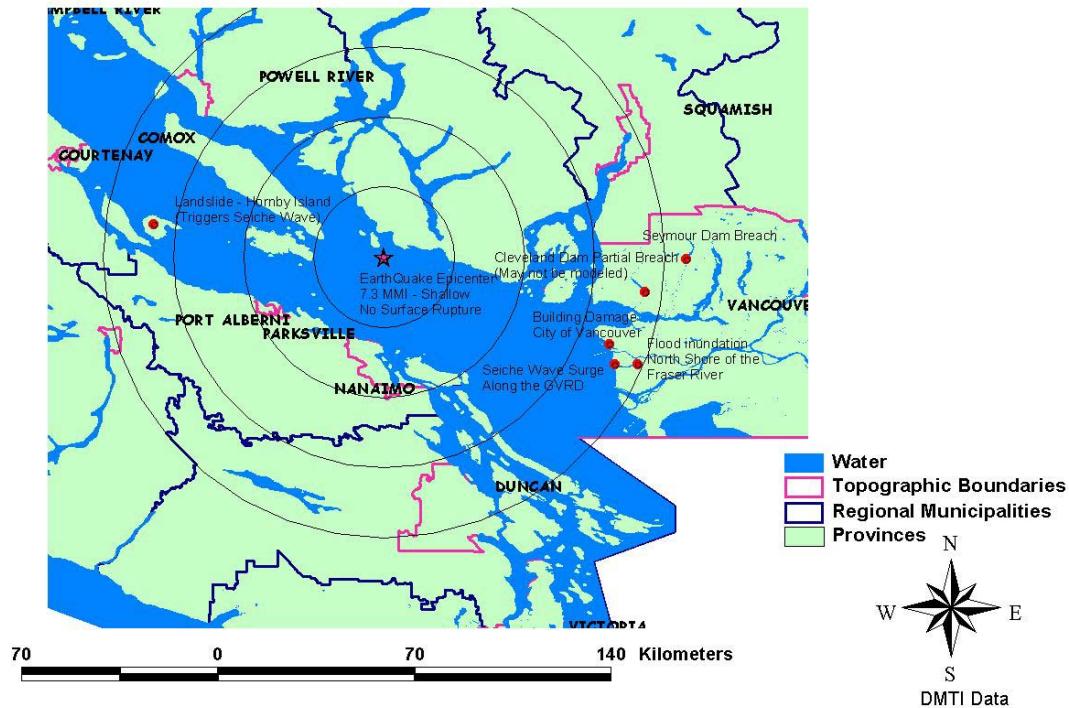 MPBELL RIVER
POWELL RIVER
SQUAMISH
COMOX
COURTENAY
Landslide - Hornby Island
(Triggers Seiche Wave)
Seymour Dam Breach
Cleveland Dam Partial Breach
(May not be modeled)
EarthQuake Epicenter
7.3 MMI - Shallow
No Surface Rupture
VANCOUVE
Building Damage
City of Vancouver
PORT ALBERNI
PARKSVILLE
Flood inundation
North Shore of the
Fraser River
Seiche Wave Surge
Along the GVRD
NANAIMO
DUNCAN
VICTORIA
Water
Topographic Boundaries
Regional Municipalities
Provinces
N
W E
S
DMTI Data
70 0 70 140 Kilometers